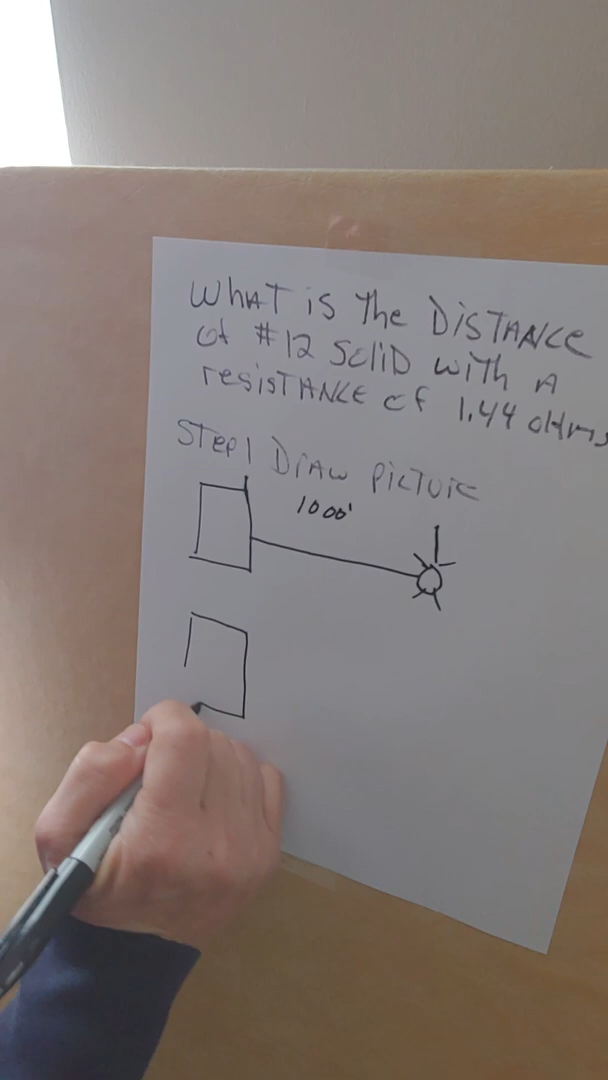 WHAT is The DiSTANCE
of #12 SoliD with A
resiSTANCE of 1.44 oHms
STEP1 DrAw PicTure
1000'